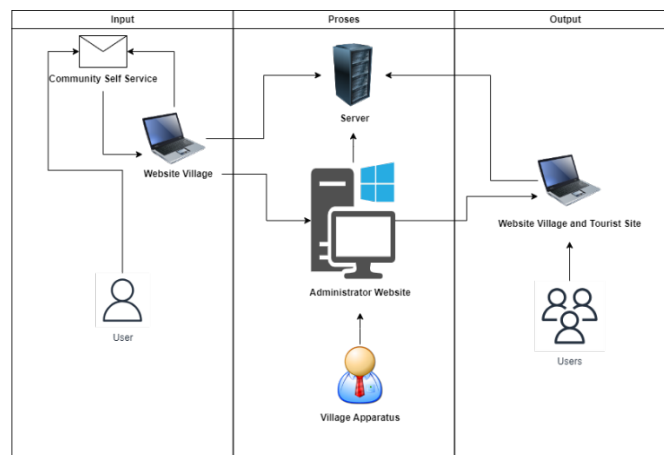 Input
Proses
Output
Community Self Service
Server
Website Village
Website Village and Tourist Site
Administrator Website
User
Users
Village Apparatus